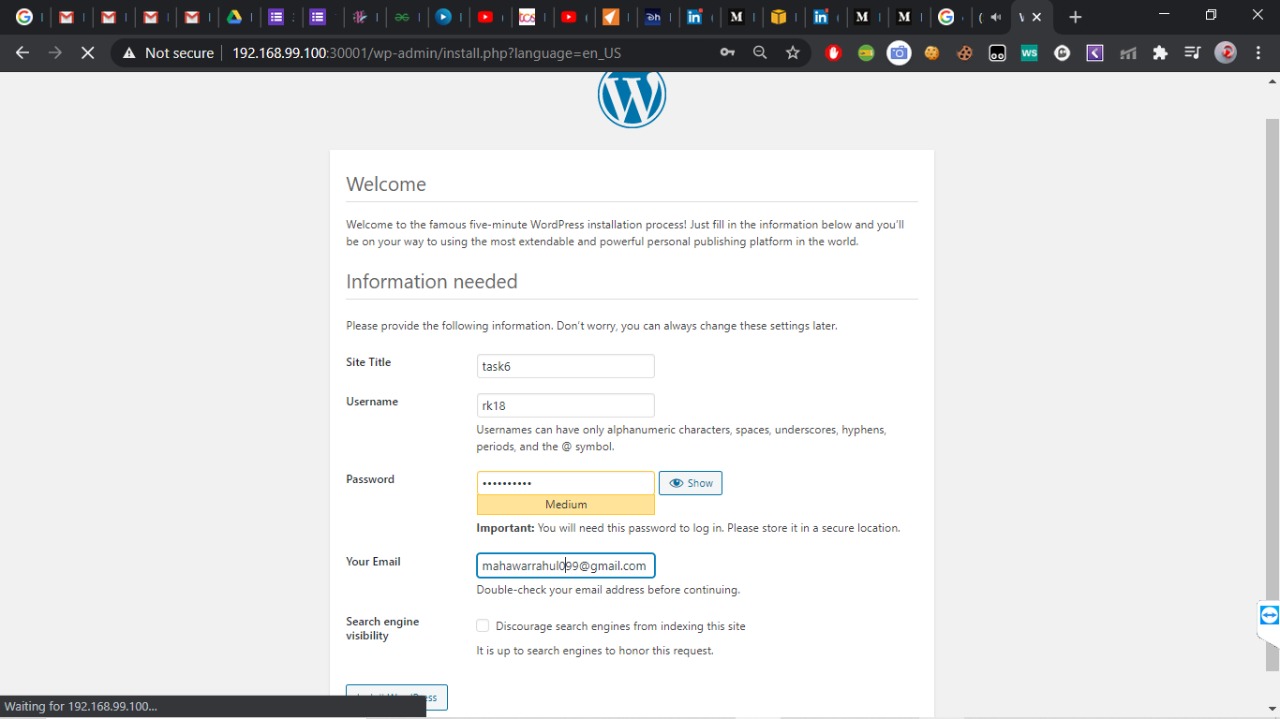 Not secure
192.168.99.100:30001/wp-admin/install.php?language=en_US
Welcome
Welcome to the famous five-minute WordPress installation process! Just fill in the information below and you'll
be on your way to using the most extendable and powerful personal publishing platform in the world.
Information needed
Please provide the following information. Don't worry, you can always change these settings later.
Site Title
task6
Username
rk18
Usernames can have only alphanumeric characters, spaces, underscores, hyphens,
periods, and the @ symbol.
Password
••••••••••
Show
Medium
Important: You will need this password to log in. Please store it in a secure location.
Your Email
mahawarrahul099@gmail.com
Double-check your email address before continuing.
Search engine
visibility
Discourage search engines from indexing this site
It is up to search engines to honor this request.
Waiting for 192.168.99.100...